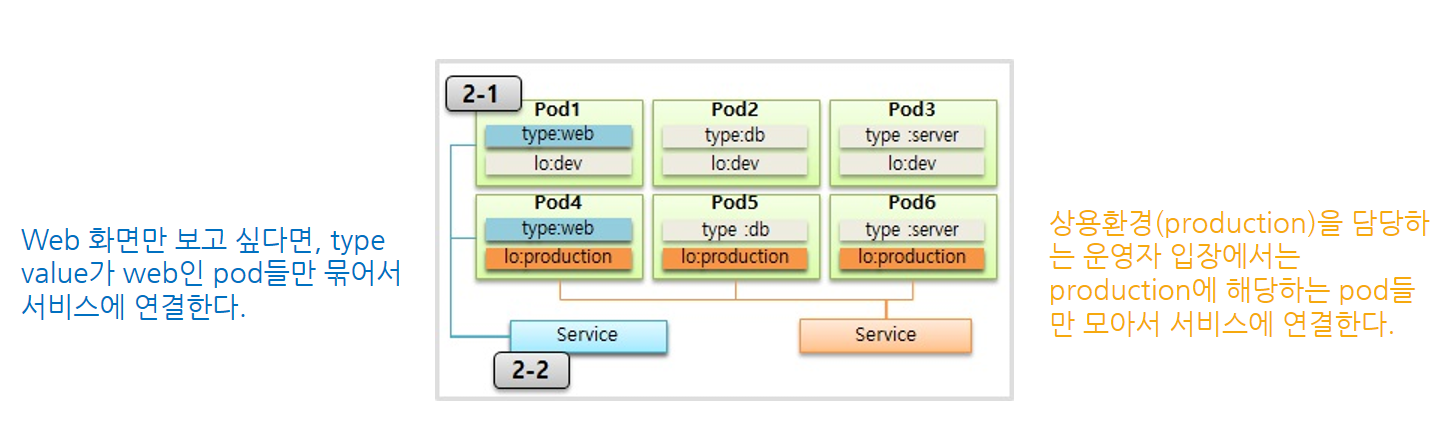 Web 화면만 보고 싶다면, type
value가 web인 pod들만 묶어서
서비스에 연결한다.
2-1
Pod1
type:web
lo:dev
Pod2
type:db
lo:dev
Pod3
type :server
lo:dev
Pod4
type:web
lo:production
Pod5
type :db
lo:production
Pod6
type :server
lo:production
Service
2-2
Service
상용환경(production)을 담당하
는 운영자 입장에서는
production에 해당하는 pod들
만 모아서 서비스에 연결한다.